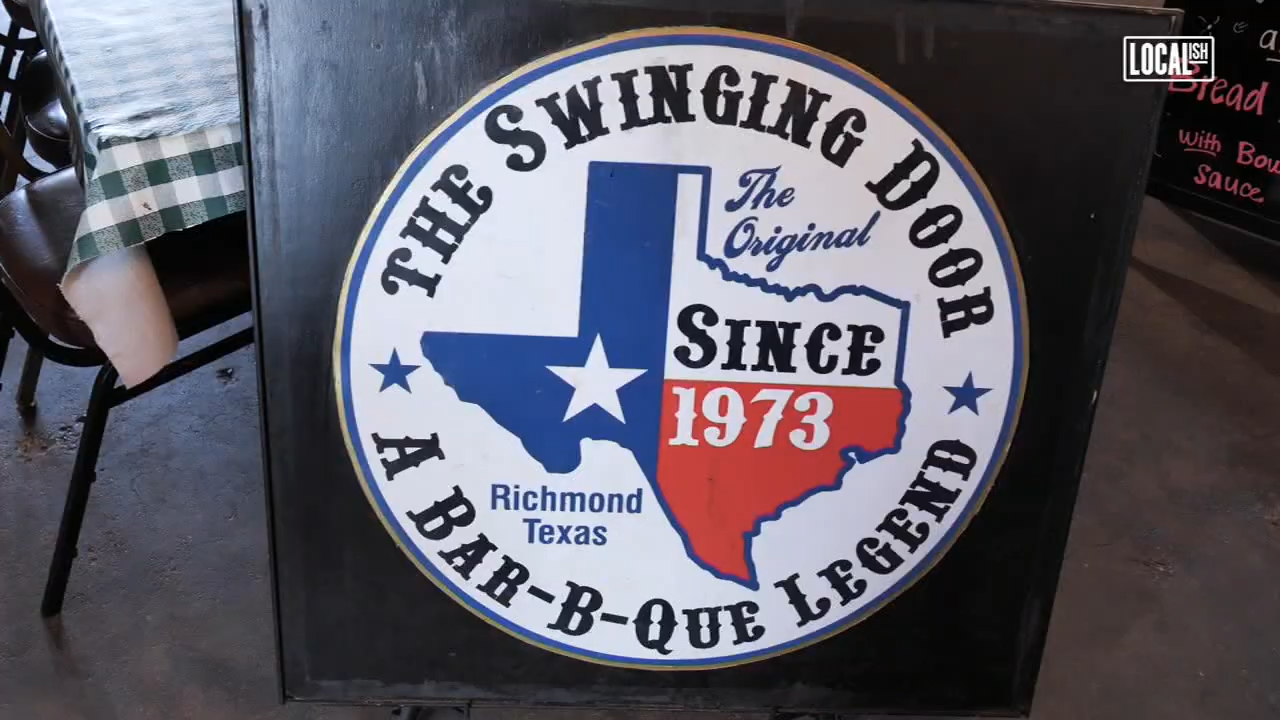 THE SWINGING DOOR
The
Original
SINCE
1973
Richmond
Texas
A BAR-B-QUE LEGEND
LOCALISH
Bread
with
sauce